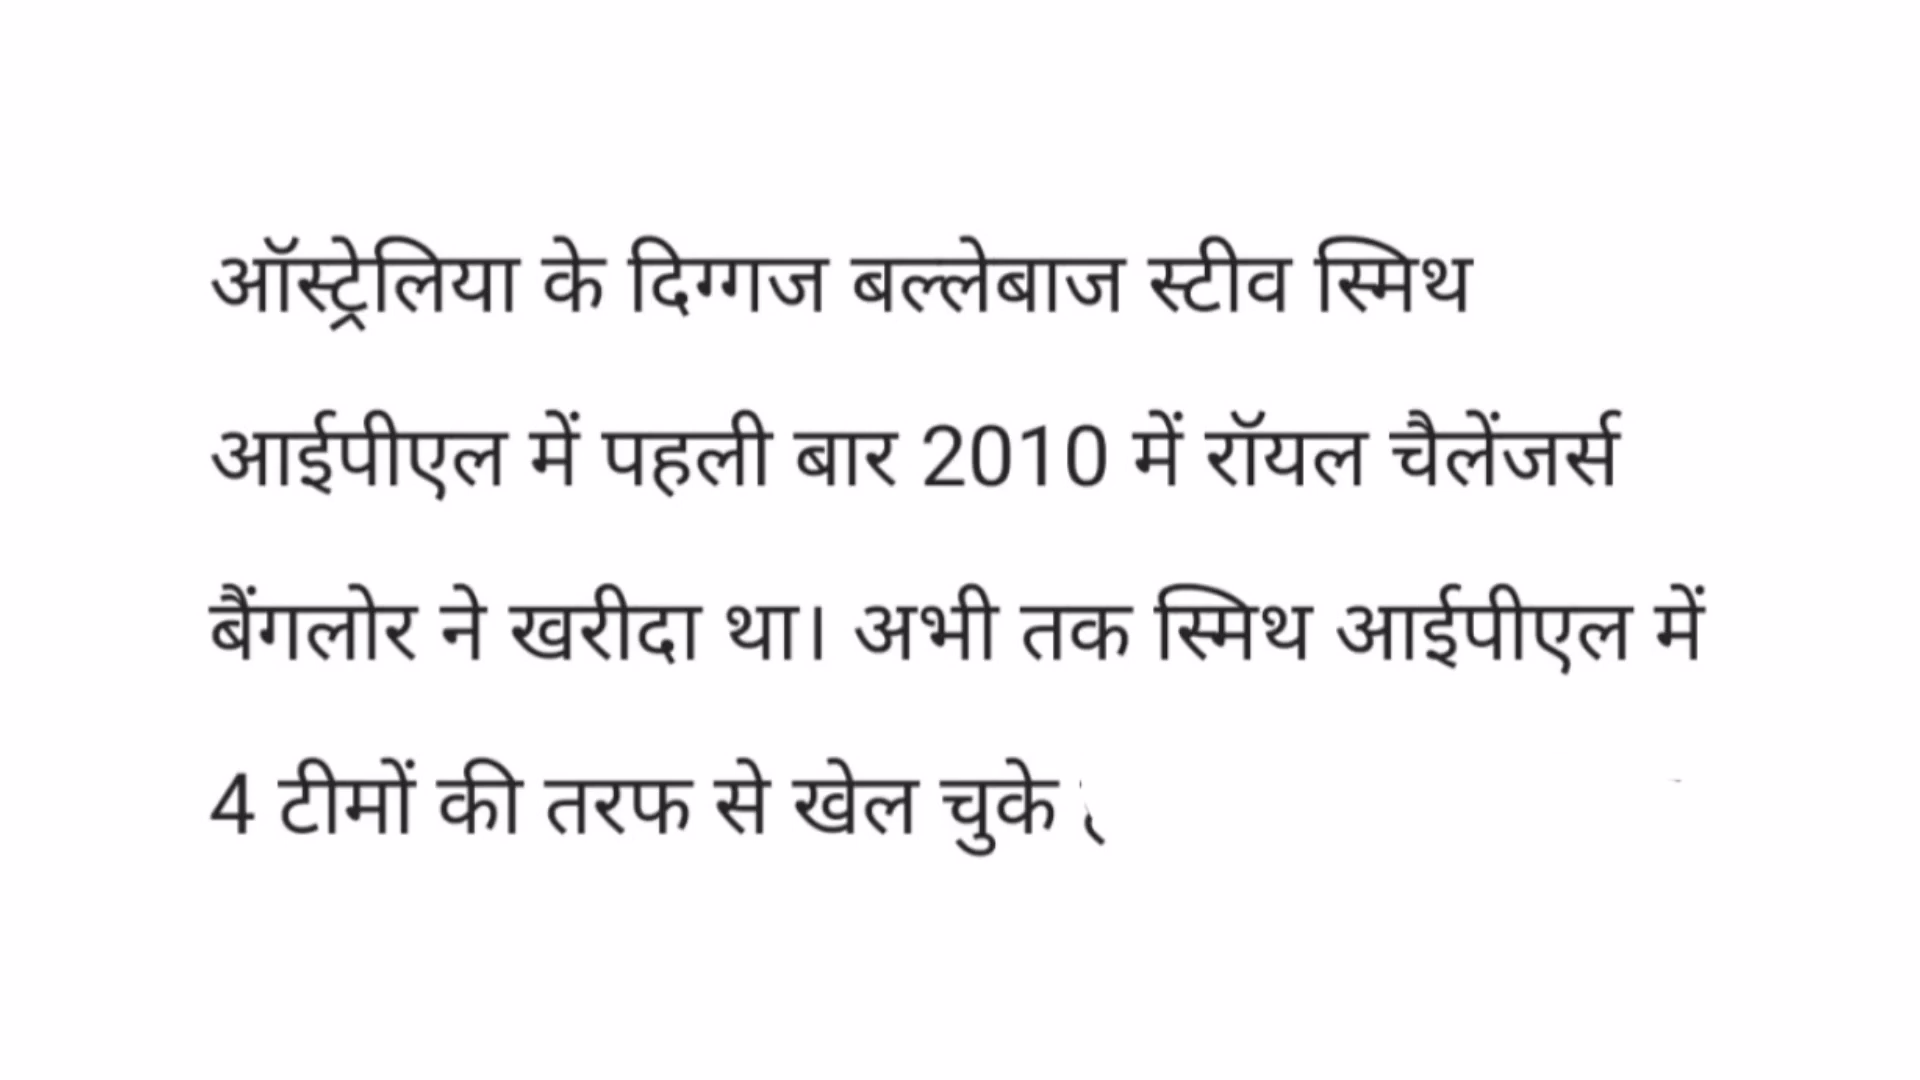 ऑस्ट्रेलिया के दिग्गज बल्लेबाज स्टीव स्मिथ
आईपीएल में पहली बार 2010 में रॉयल चैलेंजर्स
बैंगलोर ने खरीदा था। अभी तक स्मिथ आईपीएल में
4 टीमों की तरफ से खेल चुके